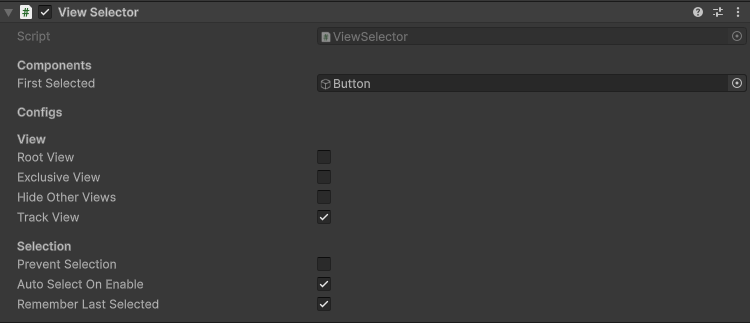 View Selector
Script ViewSelector
Components
First Selected Button
Configs
View
Root View
Exclusive View
Hide Other Views
Track View
Selection
Prevent Selection
Auto Select On Enable
Remember Last Selected